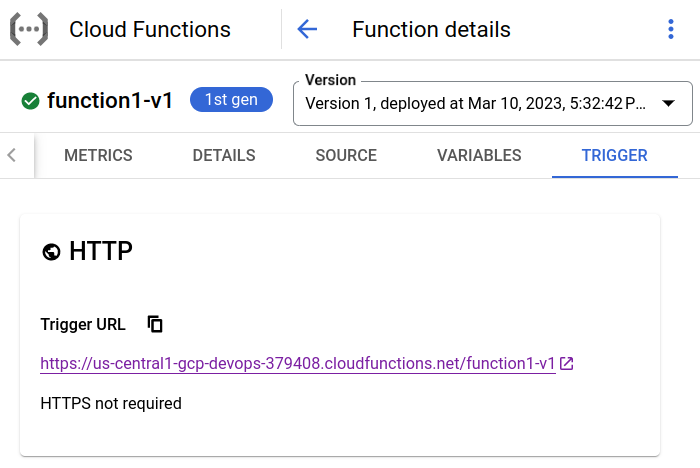 Cloud Functions
Function details
function1-v1
1st gen
Version
Version 1, deployed at Mar 10, 2023, 5:32:42 P...
METRICS
DETAILS
SOURCE
VARIABLES
TRIGGER
HTTP
Trigger URL
https://us-central1-gcp-devops-379408.cloudfunctions.net/function1-v1
HTTPS not required